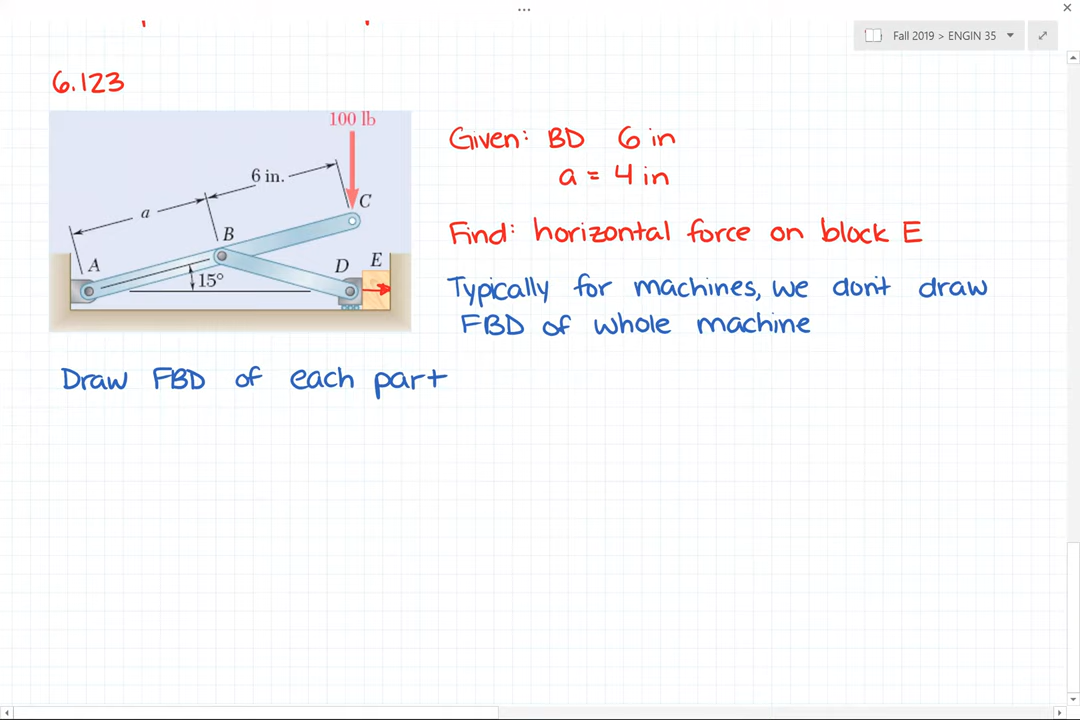 ...
Fall 2019 > ENGIN 35
6.123
100 lb
6 in.
a
C
B
A
15°
D
E
Given: BD 6 in
a = 4 in
Find: horizontal force on block E
Typically for machines, we don't draw
FBD of whole machine
Draw FBD of each part